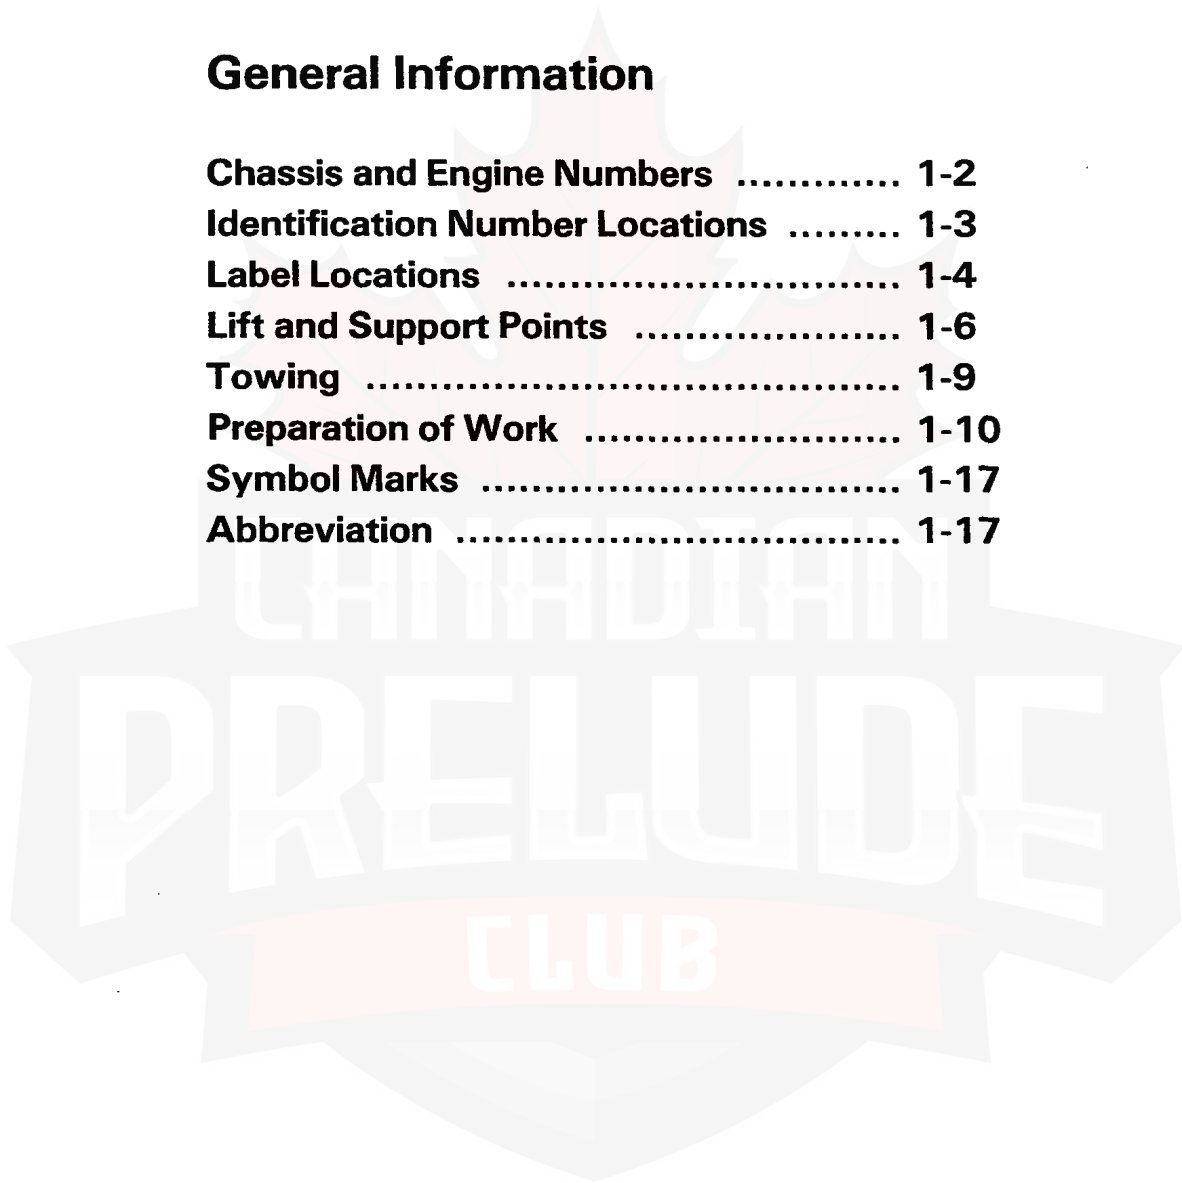 General Information
Chassis and Engine Numbers ............. 1-2
Identification Number Locations ......... 1-3
Label Locations ............................... 1-4
Lift and Support Points ..................... 1-6
Towing .......................................... 1-9
Preparation of Work ......................... 1-10
Symbol Marks ................................. 1-17
Abbreviation ................................... 1-17
CANADIAN
PRELUDE
CLUB